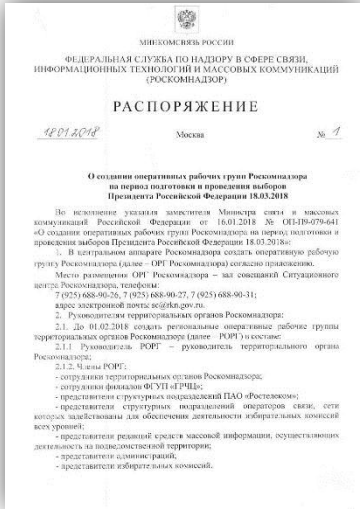 МИНКОМСВЯЗЬ РОССИИ
ФЕДЕРАЛЬНАЯ СЛУЖБА ПО НАДЗОРУ В СФЕРЕ СВЯЗИ,
ИНФОРМАЦИОННЫХ ТЕХНОЛОГИЙ И МАССОВЫХ КОММУНИКАЦИЙ
(РОСКОМНАДЗОР)
РАСПОРЯЖЕНИЕ
18.01.2018 Москва № 1
О создании оперативных рабочих групп Роскомнадзора
на период подготовки и проведения выборов
Президента Российской Федерации 18.03.2018
Во исполнение указания заместителя Министра связи и массовых
коммуникаций Российской Федерации от 16.01.2018 № ОП-П9-079-641
«О создании оперативных рабочих групп Роскомнадзора на период подготовки и
проведения выборов Президента Российской Федерации 18.03.2018»:
1. В центральном аппарате Роскомнадзора создать оперативную рабочую
группу Роскомнадзора (далее – ОРГ Роскомнадзора) согласно приложению.
Место размещения ОРГ Роскомнадзора – зал совещаний Ситуационного
центра Роскомнадзора, телефоны:
7 (925) 688-90-26, 7 (925) 688-90-27, 7 (925) 688-90-31;
адрес электронной почты sc@rkn.gov.ru.
2. Руководителям территориальных органов Роскомнадзора:
2.1. До 01.02.2018 создать региональные оперативные рабочие группы
территориальных органов Роскомнадзора (далее – РОРГ) в составе:
2.1.1 Руководитель РОРГ – руководитель территориального органа
Роскомнадзора;
2.1.2. Члены РОРГ:
- сотрудники территориальных органов Роскомнадзора;
- сотрудники филиалов ФГУП «ГРЧЦ»;
- представители структурных подразделений ПАО «Ростелеком»;
- представители структурных подразделений операторов связи, сети
которых задействованы для обеспечения деятельности избирательных комиссий
всех уровней;
- представители редакций средств массовой информации, осуществляющих
деятельность на подведомственной территории;
- представители администраций;
- представители избирательных комиссий.